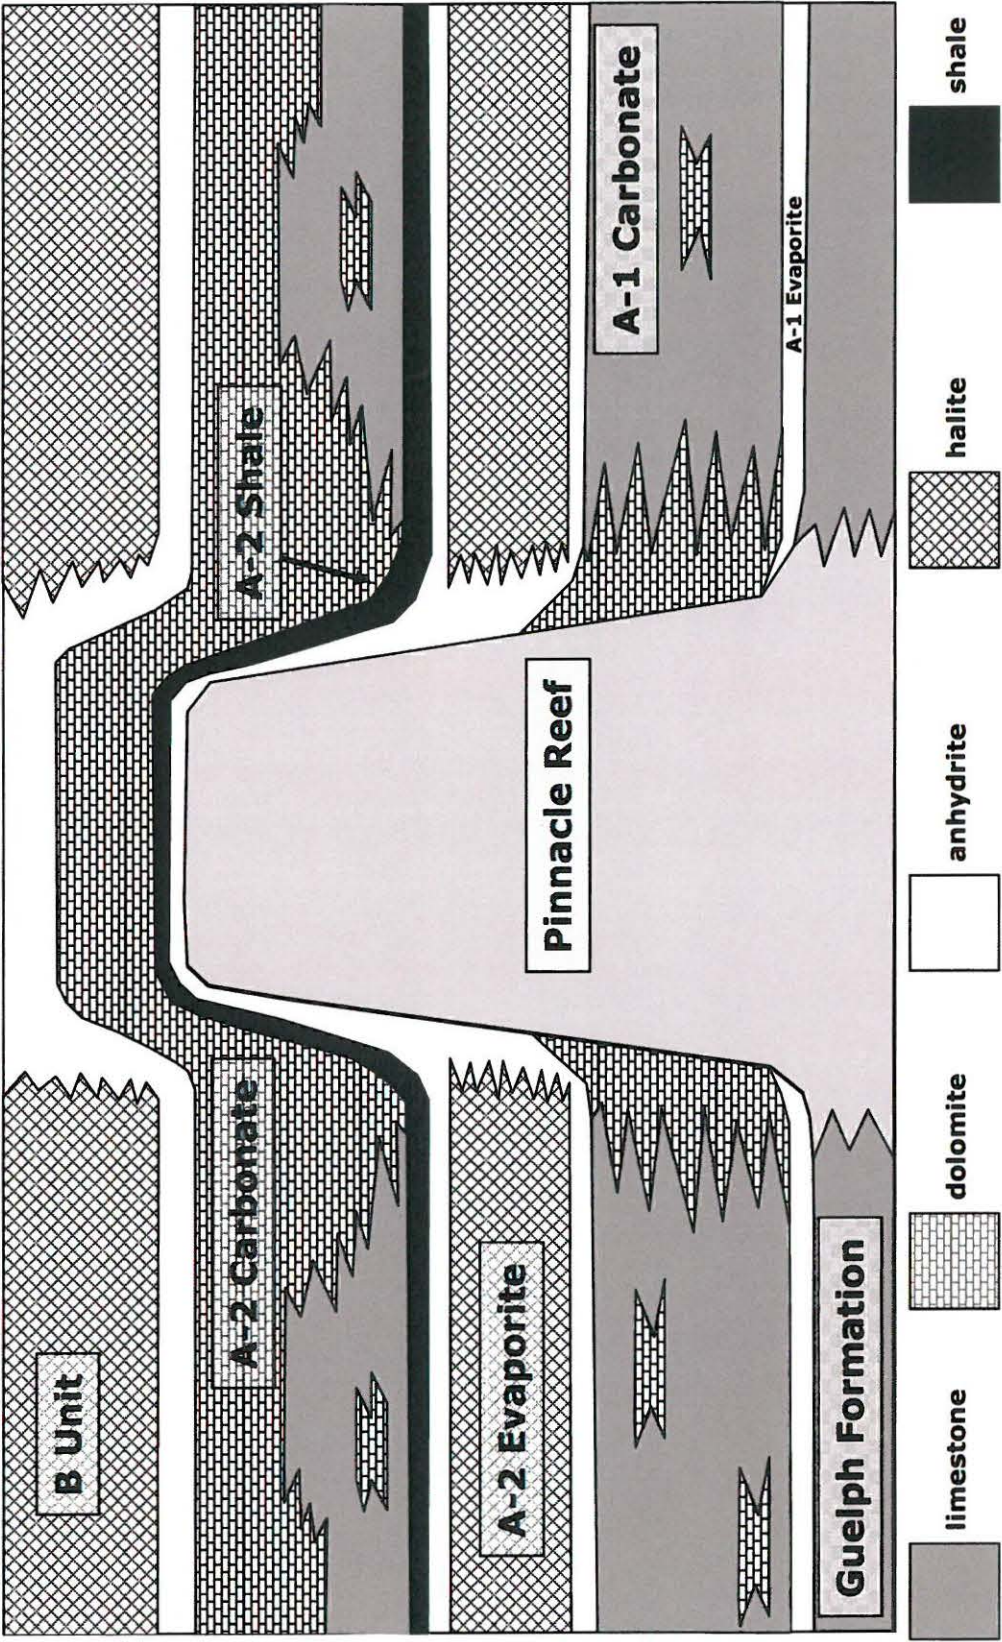 B Unit
A-2 Carbonate
A-2 Shale
A-2 Evaporite
A-1 Carbonate
Pinnacle Reef
A-1 Evaporite
Guelph Formation
limestone
dolomite
anhydrite
halite
shale